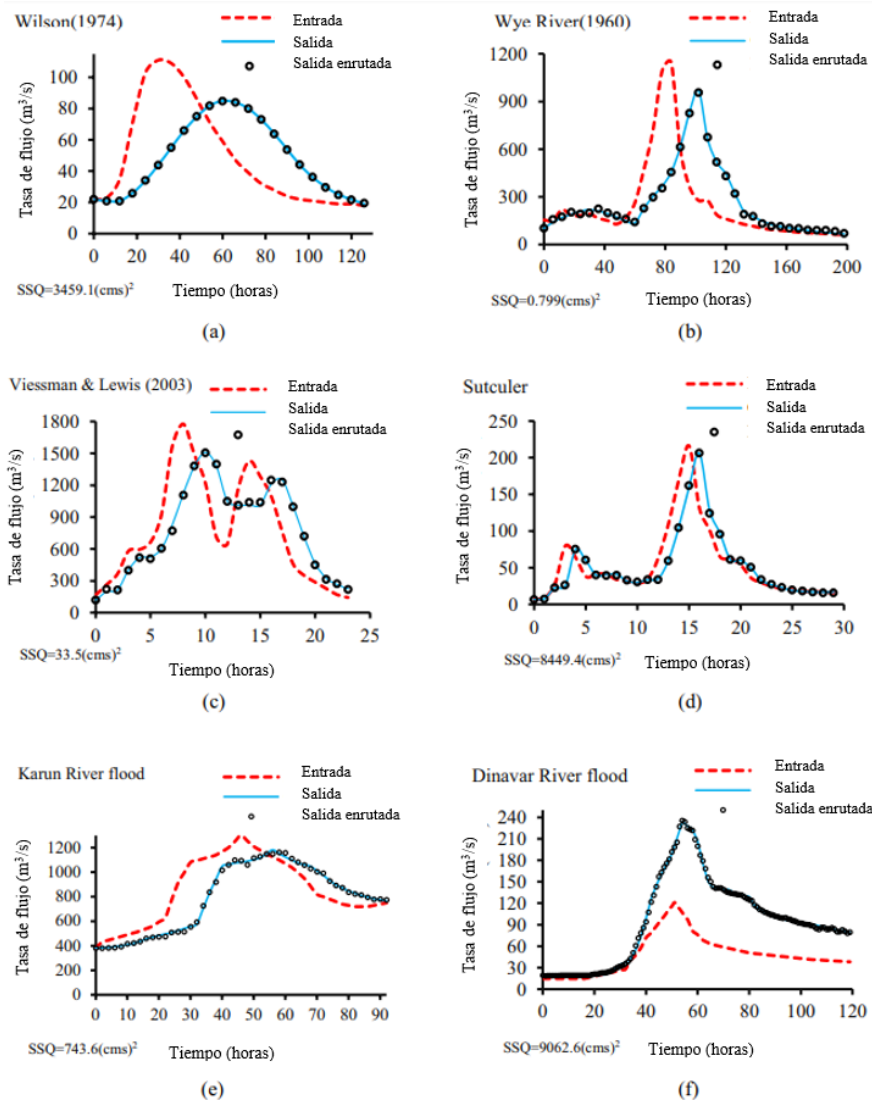 Wilson(1974)
Entrada
Salida
Salida enrutada
Tasa de flujo (m³/s)
100
80
60
40
20
0
0 20 40 60 80 100 120
Tiempo (horas)
SSQ=3459.1(cms)²
(a)
Wye River(1960)
Entrada
Salida
Salida enrutada
Tasa de flujo (m³/s)
1200
900
600
300
0
0 40 80 120 160 200
Tiempo (horas)
SSQ=0.799(cms)²
(b)
Viessman & Lewis (2003)
Entrada
Salida
Salida enrutada
Tasa de flujo (m³/s)
1800
1500
1200
900
600
300
0
0 5 10 15 20 25
Tiempo (horas)
SSQ=33.5(cms)²
(c)
Sutculer
Entrada
Salida
Salida enrutada
Tasa de flujo (m³/s)
250
200
150
100
50
0
0 5 10 15 20 25 30
Tiempo (horas)
SSQ=8449.4(cms)²
(d)
Karun River flood
Entrada
Salida
Salida enrutada
Tasa de flujo (m³/s)
1200
1000
800
600
400
200
0
0 10 20 30 40 50 60 70 80 90
Tiempo (horas)
SSQ=743.6(cms)²
(e)
Dinavar River flood
Entrada
Salida
Salida enrutada
Tasa de flujo (m³/s)
240
210
180
150
120
90
60
30
0
0 20 40 60 80 100 120
Tiempo (horas)
SSQ=9062.6(cms)²
(f)